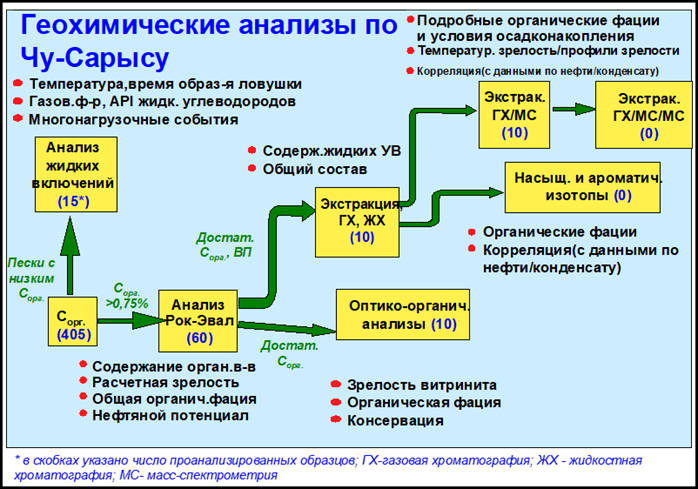 Геохимические анализы по
Чу-Сарысу
Подробные органические фации
и условия осадконакопления
Температур. зрелость/профили зрелости
Корреляция(с данными по нефти/конденсату)
Температура,время образ-я ловушки
Газов.ф-р, API жидк. углеводородов
Многонагрузочные события
Экстрак.
ГХ/МС
(10)
Экстрак.
ГХ/МС/МС
(0)
Анализ
жидких
включений
(15*)
Содерж.жидких УВ
Общий состав
Экстракция,
ГХ, ЖХ
(10)
Насыщ. и ароматич.
изотопы (0)
Органические фации
Корреляция(с данными по
нефти/конденсату)
Пески с
низким
Сорг.
Достат.
Сорг., ВП
Сорг.
>0,75%
Сорг.
(405)
Анализ
Рок-Эвал
(60)
Оптико-органич.
анализы (10)
Достат.
Сорг.
Содержание орган.в-в
Расчетная зрелость
Общая органич.фация
Нефтяной потенциал
Зрелость витринита
Органическая фация
Консервация
* в скобках указано число проанализированных образцов; ГХ-газовая хроматография; ЖХ - жидкостная
хроматография; МС- масс-спектрометрия